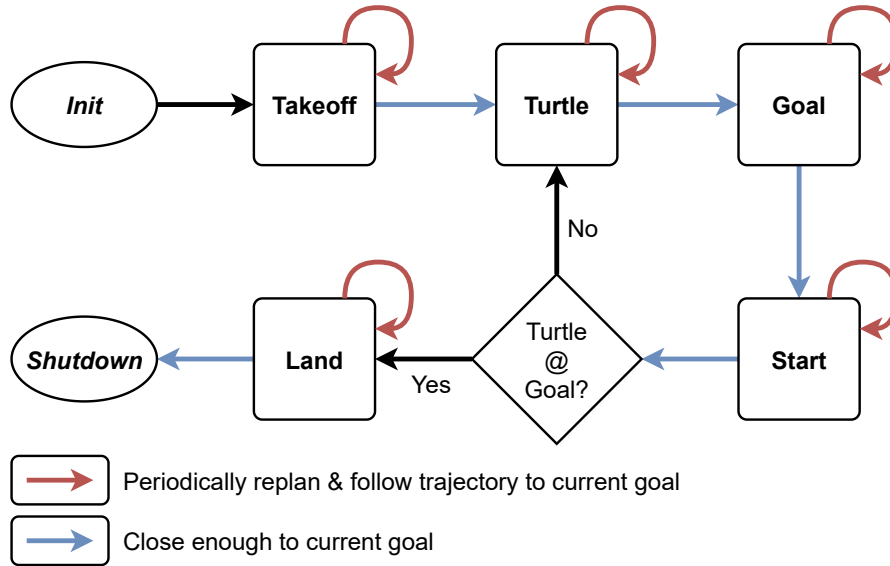 Init
Takeoff
Turtle
Goal
No
Shutdown
Land
Yes
Turtle
@
Goal?
Start
Periodically replan & follow trajectory to current goal
Close enough to current goal